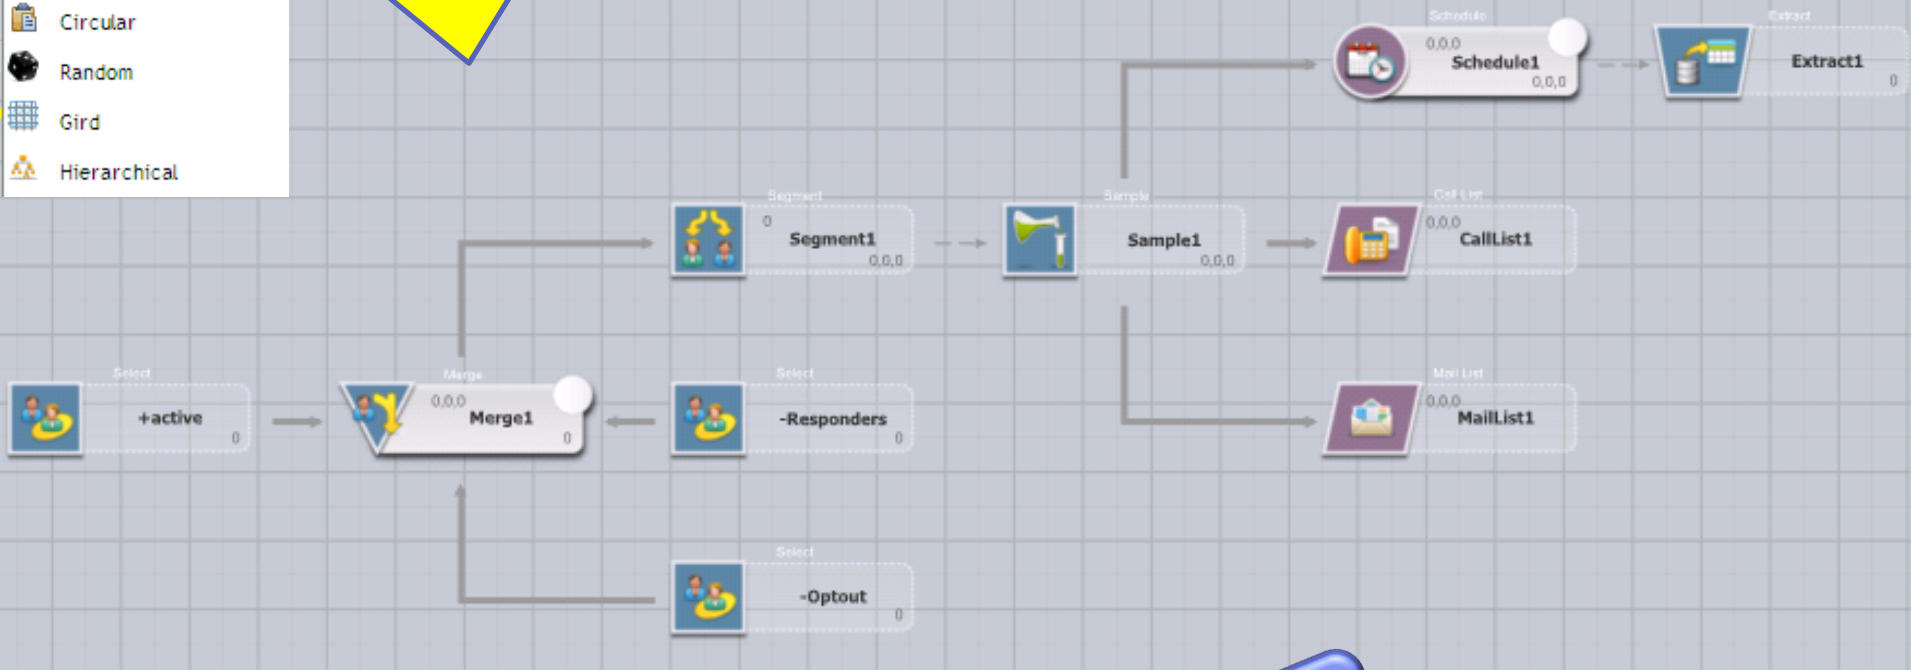 Circular
Random
Gird
Hierarchical
Schedule
0,0,0
Schedule1
0,0,0
Extract
Extract1
0
Segment
0
Segment1
0,0,0
Sample
Sample1
0,0,0
Call List
0,0,0
CallList1
Select
+active
0
Merge
0,0,0
Merge1
0
Select
-Responders
0
Mail List
0,0,0
MailList1
Select
-Optout
0